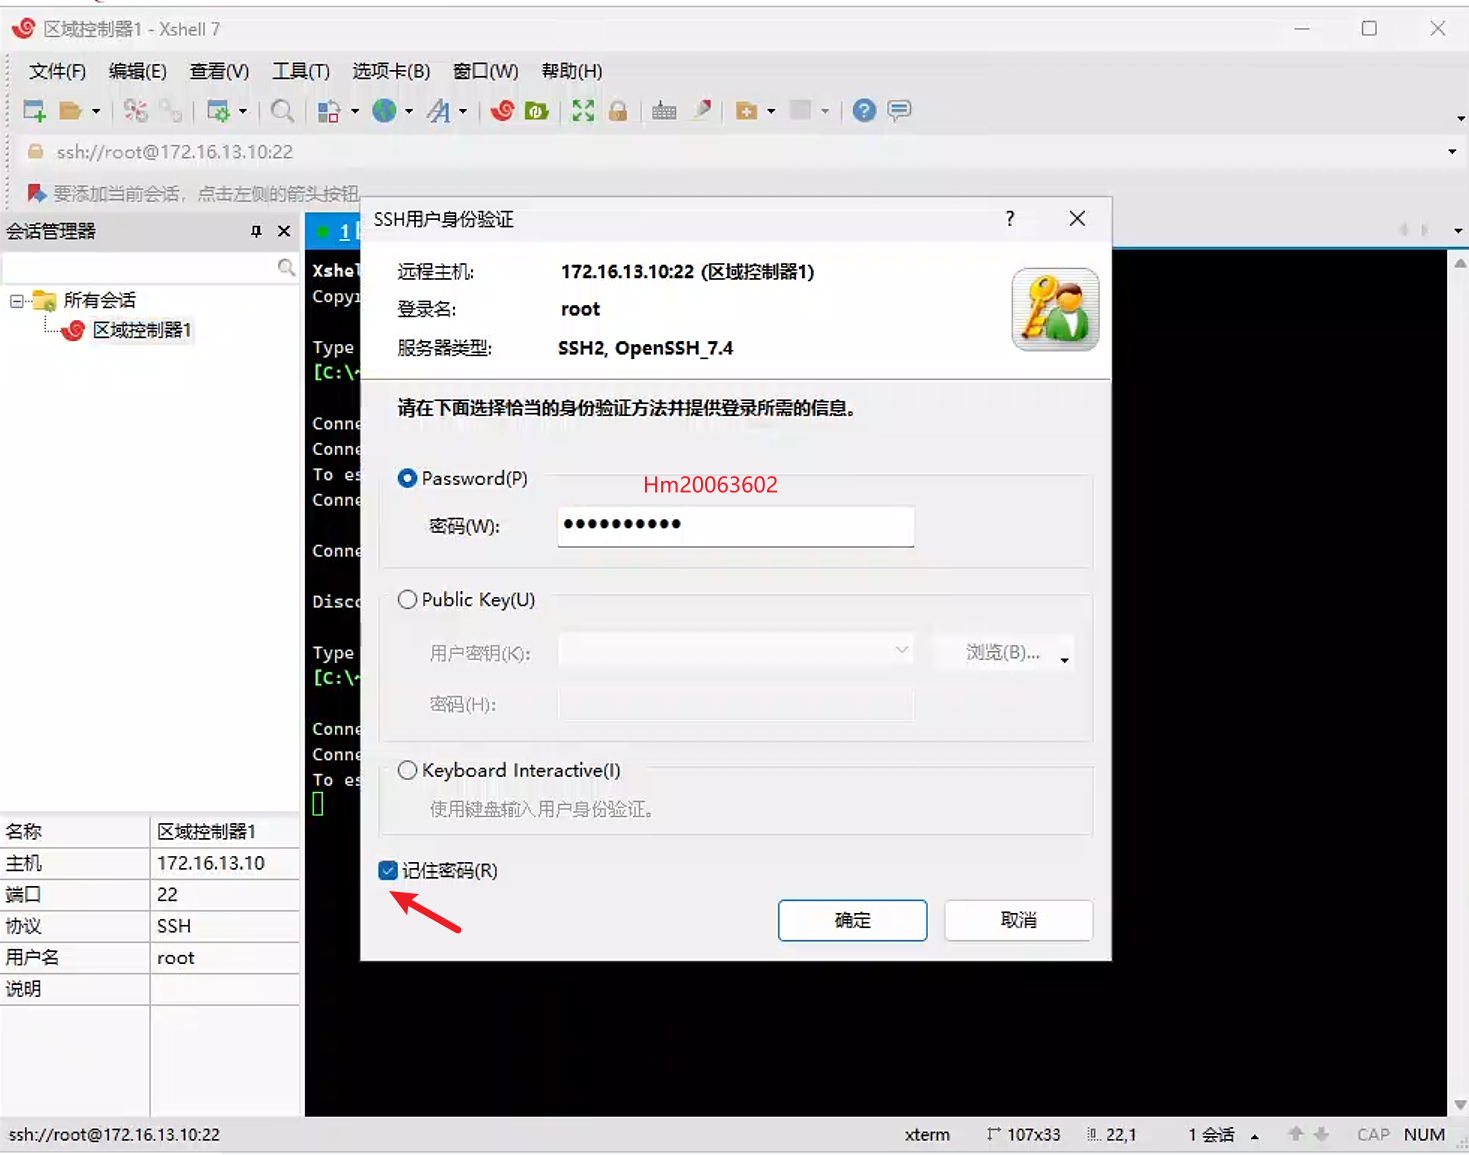 区域控制器1 - Xshell 7
文件(F) 编辑(E) 查看(V) 工具(T) 选项卡(B) 窗口(W) 帮助(H)
ssh://root@172.16.13.10:22
要添加当前会话，点击左侧的箭头按钮
会话管理器
1
所有会话
区域控制器1
名称 区域控制器1
主机 172.16.13.10
端口 22
协议 SSH
用户名 root
说明
Xshel
Copyr
Type
[C:\~
Conne
Conne
To es
Conne
Conne
Disco
Type
[C:\~
Conne
Conne
To es
SSH用户身份验证
远程主机: 172.16.13.10:22 (区域控制器1)
登录名: root
服务器类型: SSH2, OpenSSH_7.4
请在下面选择恰当的身份验证方法并提供登录所需的信息。
Password(P)
Hm20063602
密码(W): ••••••••••
Public Key(U)
用户密钥(K): 浏览(B)...
密码(H):
Keyboard Interactive(I)
使用键盘输入用户身份验证。
记住密码(R)
确定 取消
ssh://root@172.16.13.10:22 xterm 107x33 22,1 1 会话 CAP NUM